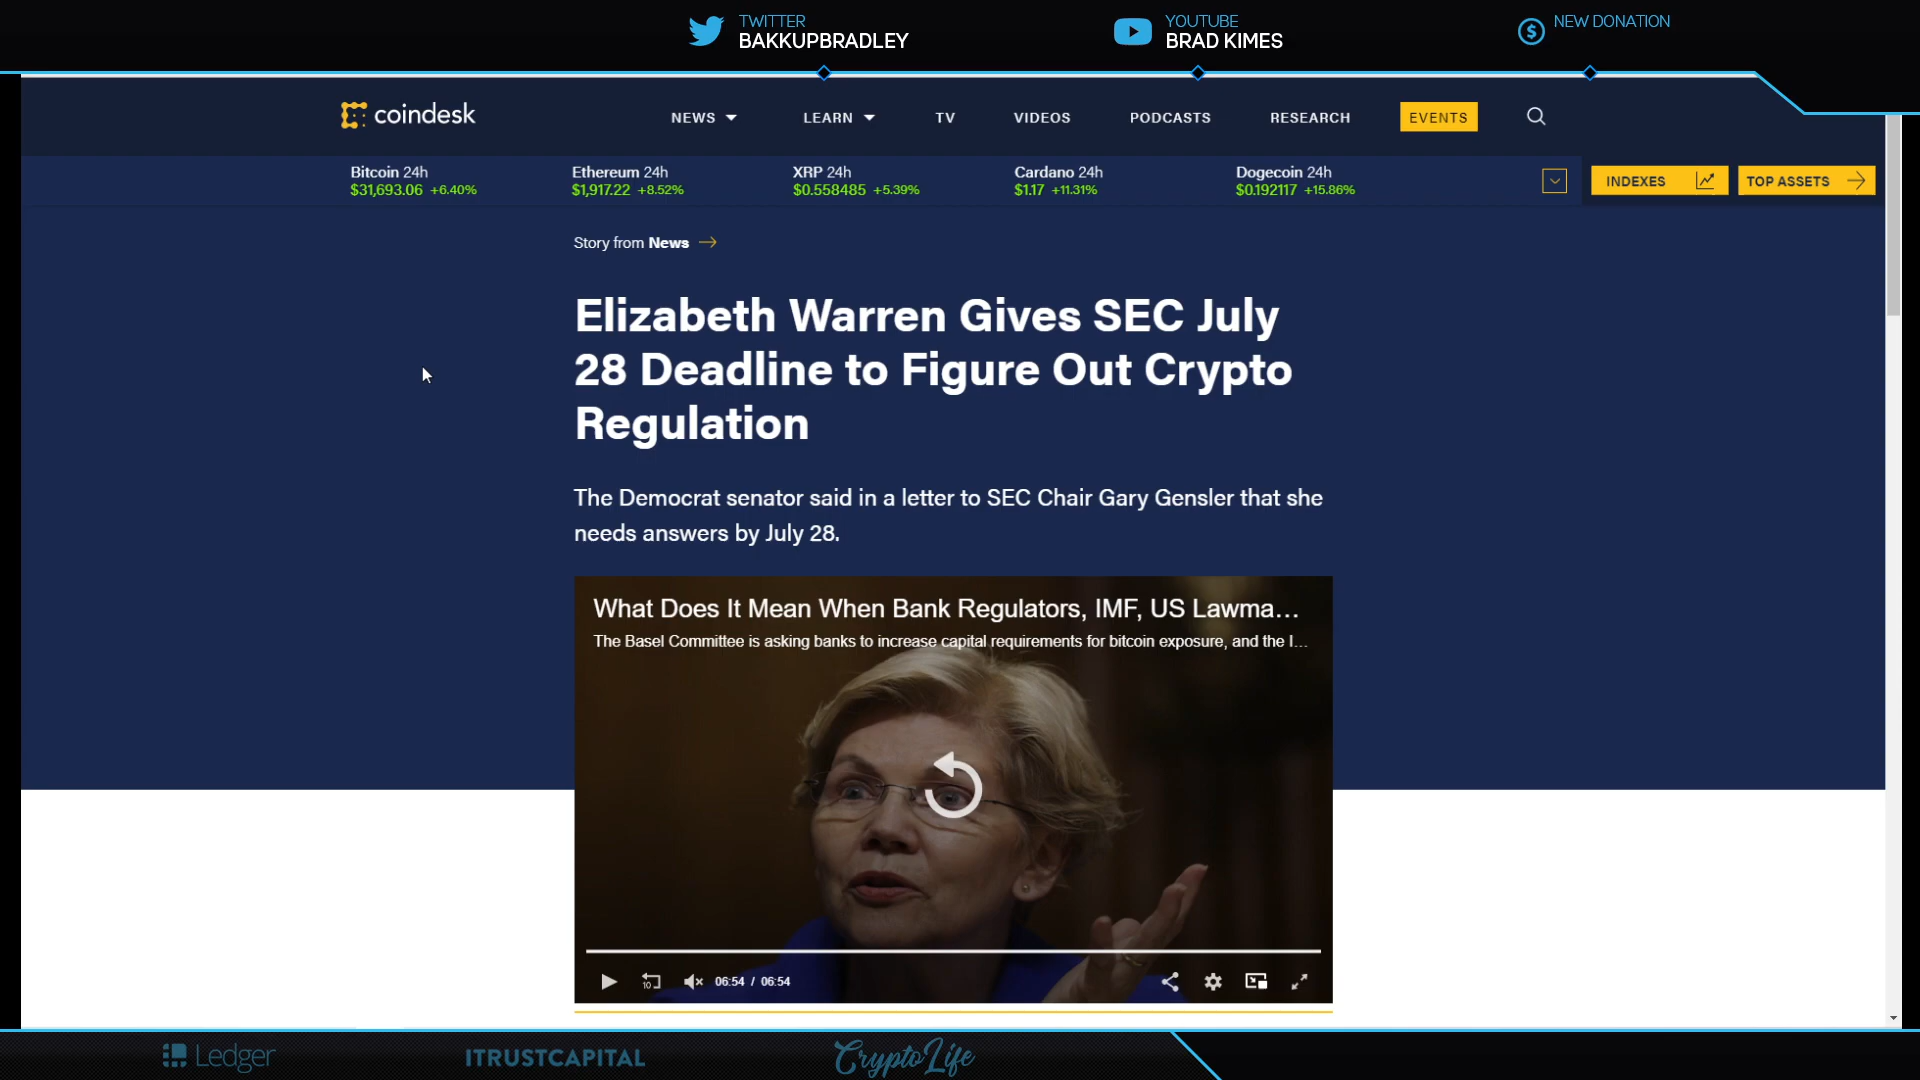 TWITTER
BAKKUPBRADLEY
YOUTUBE
BRAD KIMES
NEW DONATION
coindesk
NEWS
LEARN
TV
VIDEOS
PODCASTS
RESEARCH
EVENTS
Bitcoin 24h
$31,693.06 +6.40%
Ethereum 24h
$1,917.22 +8.52%
XRP 24h
$0.558485 +5.39%
Cardano 24h
$1.17 +11.31%
Dogecoin 24h
$0.192117 +15.86%
INDEXES
TOP ASSETS
Story from News
Elizabeth Warren Gives SEC July
28 Deadline to Figure Out Crypto
Regulation
The Democrat senator said in a letter to SEC Chair Gary Gensler that she
needs answers by July 28.
What Does It Mean When Bank Regulators, IMF, US Lawma...
The Basel Committee is asking banks to increase capital requirements for bitcoin exposure, and the I...
10
06:54 / 06:54
Ledger
ITRUSTCAPITAL
CryptoLife